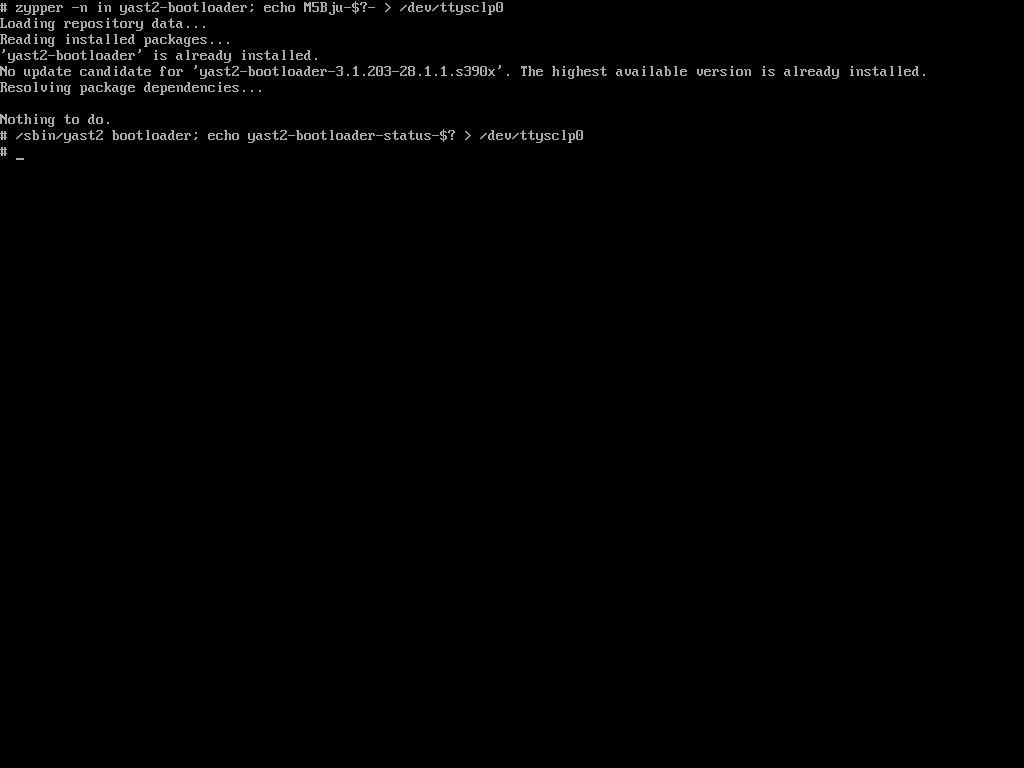 # zypper -n in yast2-bootloader; echo M5Bju-$?- > /dev/ttysclp0
Loading repository data...
Reading installed packages...
'yast2-bootloader' is already installed.
No update candidate for 'yast2-bootloader-3.1.203-28.1.1.s390x'. The highest available version is already installed.
Resolving package dependencies...
Nothing to do.
# /sbin/yast2 bootloader; echo yast2-bootloader-status-$? > /dev/ttysclp0
# _